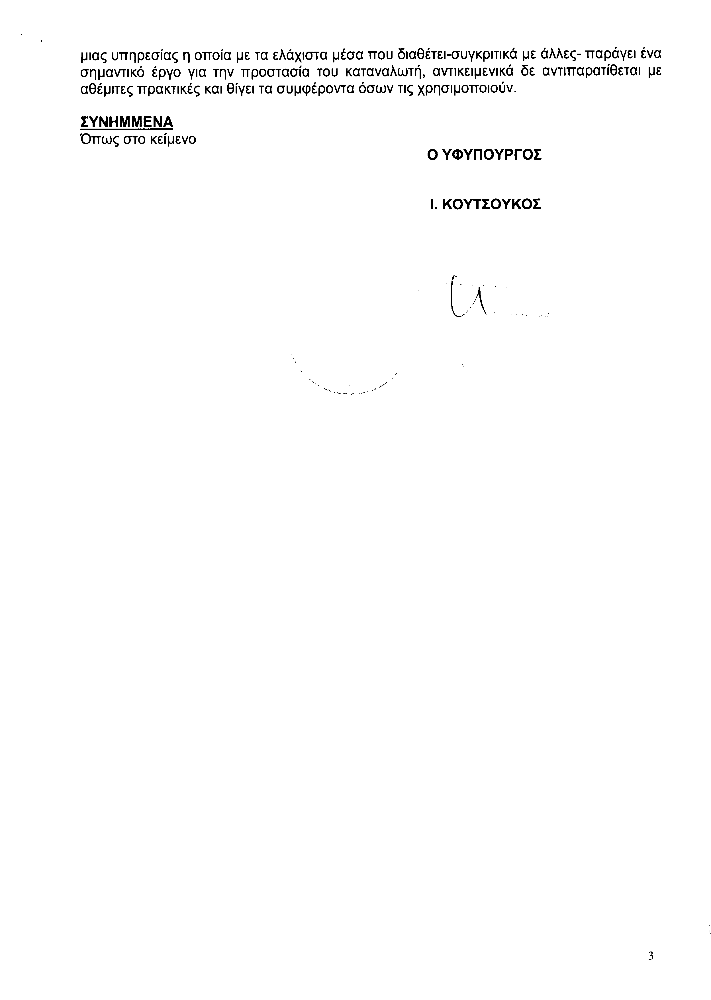 μιας υπηρεσίας η οποία με τα ελάχιστα μέσα που διαθέτει-συγκριτικά με άλλες- παράγει ένα
σημαντικό έργο για την προστασία του καταναλωτή, αντικειμενικά δε αντιπαρατίθεται με
αθέμιτες πρακτικές και θίγει τα συμφέροντα όσων τις χρησιμοποιούν.
ΣΥΝΗΜΜΕΝΑ
Όπως στο κείμενο
Ο ΥΦΥΠΟΥΡΓΟΣ
Ι. ΚΟΥΤΣΟΥΚΟΣ
3